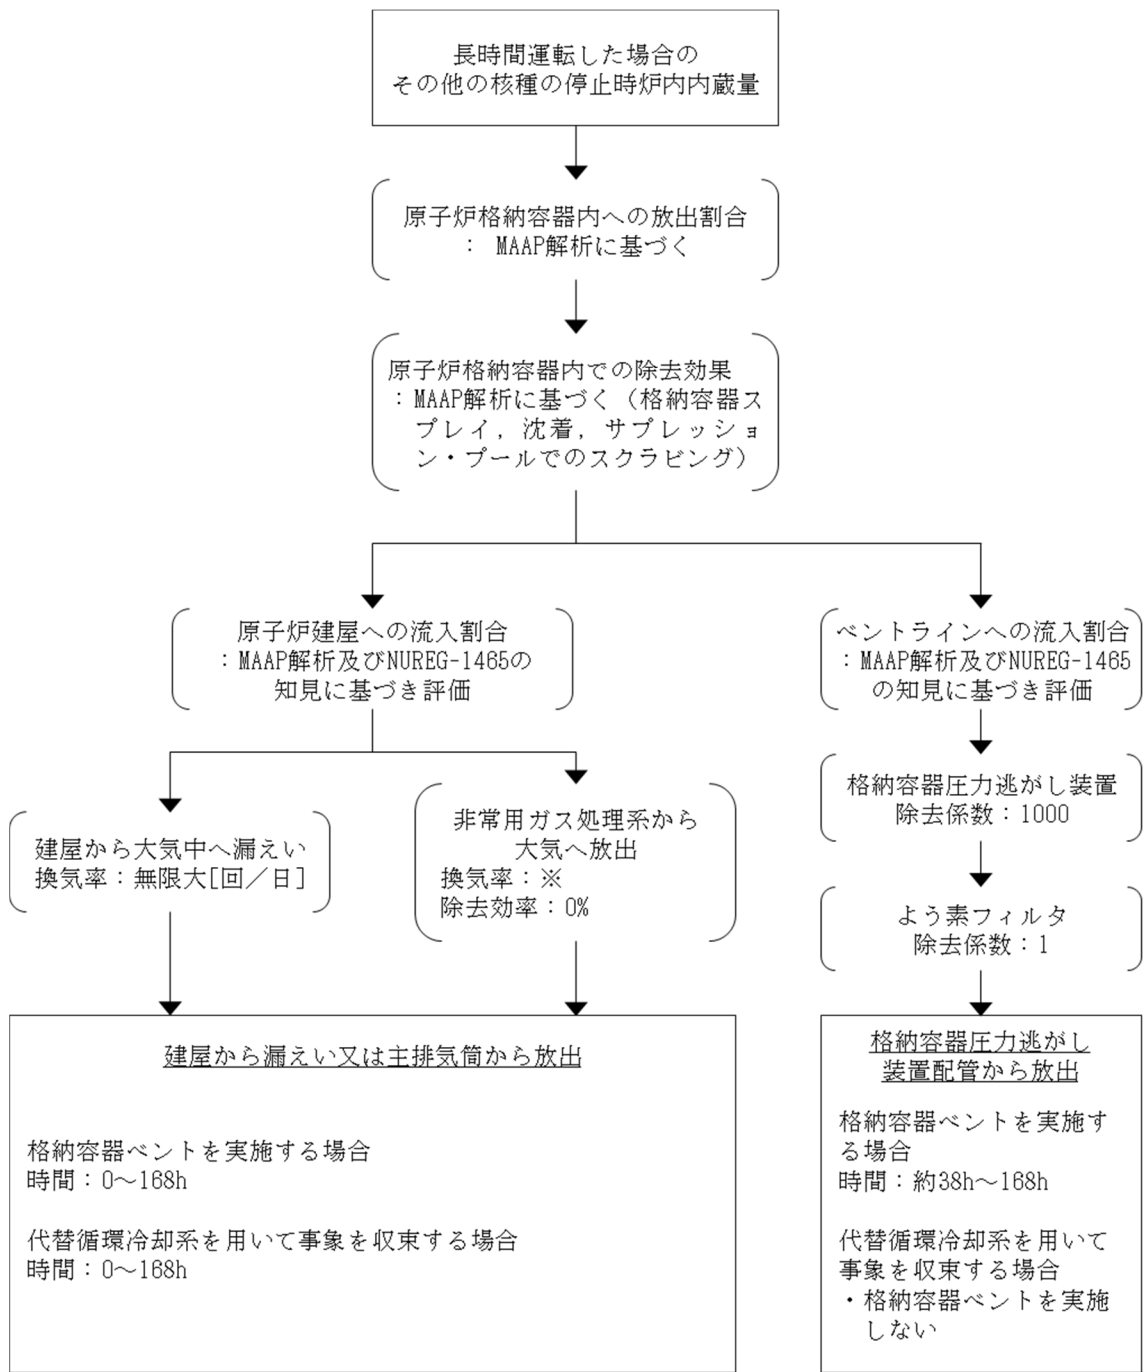 長時間運転した場合の
その他の核種の停止時炉内内蔵量
原子炉格納容器内への放出割合
： MAAP解析に基づく
原子炉格納容器内での除去効果
：MAAP解析に基づく（格納容器ス
プレイ，沈着，サプレッショ
ン・プールでのスクラビング）
原子炉建屋への流入割合
：MAAP解析及びNUREG-1465の
知見に基づき評価
ベントラインへの流入割合
：MAAP解析及びNUREG-1465
の知見に基づき評価
建屋から大気中へ漏えい
換気率：無限大[回／日]
非常用ガス処理系から
大気へ放出
換気率：※
除去効率：0%
格納容器圧力逃がし装置
除去係数：1000
よう素フィルタ
除去係数：1
建屋から漏えい又は主排気筒から放出
格納容器ベントを実施する場合
時間：0～168h
代替循環冷却系を用いて事象を収束する場合
時間：0～168h
格納容器圧力逃がし
装置配管から放出
格納容器ベントを実施す
る場合
時間：約38h～168h
代替循環冷却系を用いて
事象を収束する場合
・格納容器ベントを実施
しない